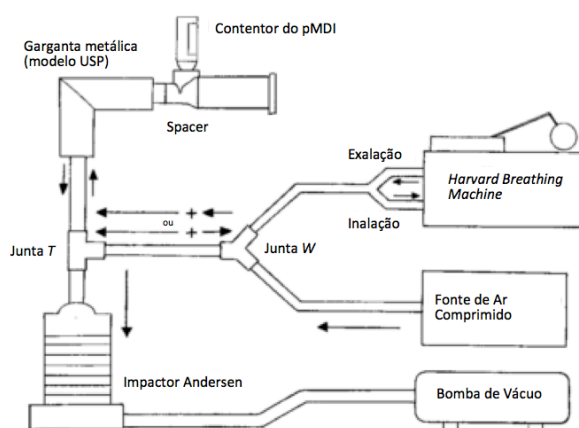 Contentor do pMDI
Garganta metálica
(modelo USP)
Spacer
Exalação
Harvard Breathing
Machine
Inalação
ou
Junta T
Junta W
Fonte de Ar
Comprimido
Impactor Andersen
Bomba de Vácuo